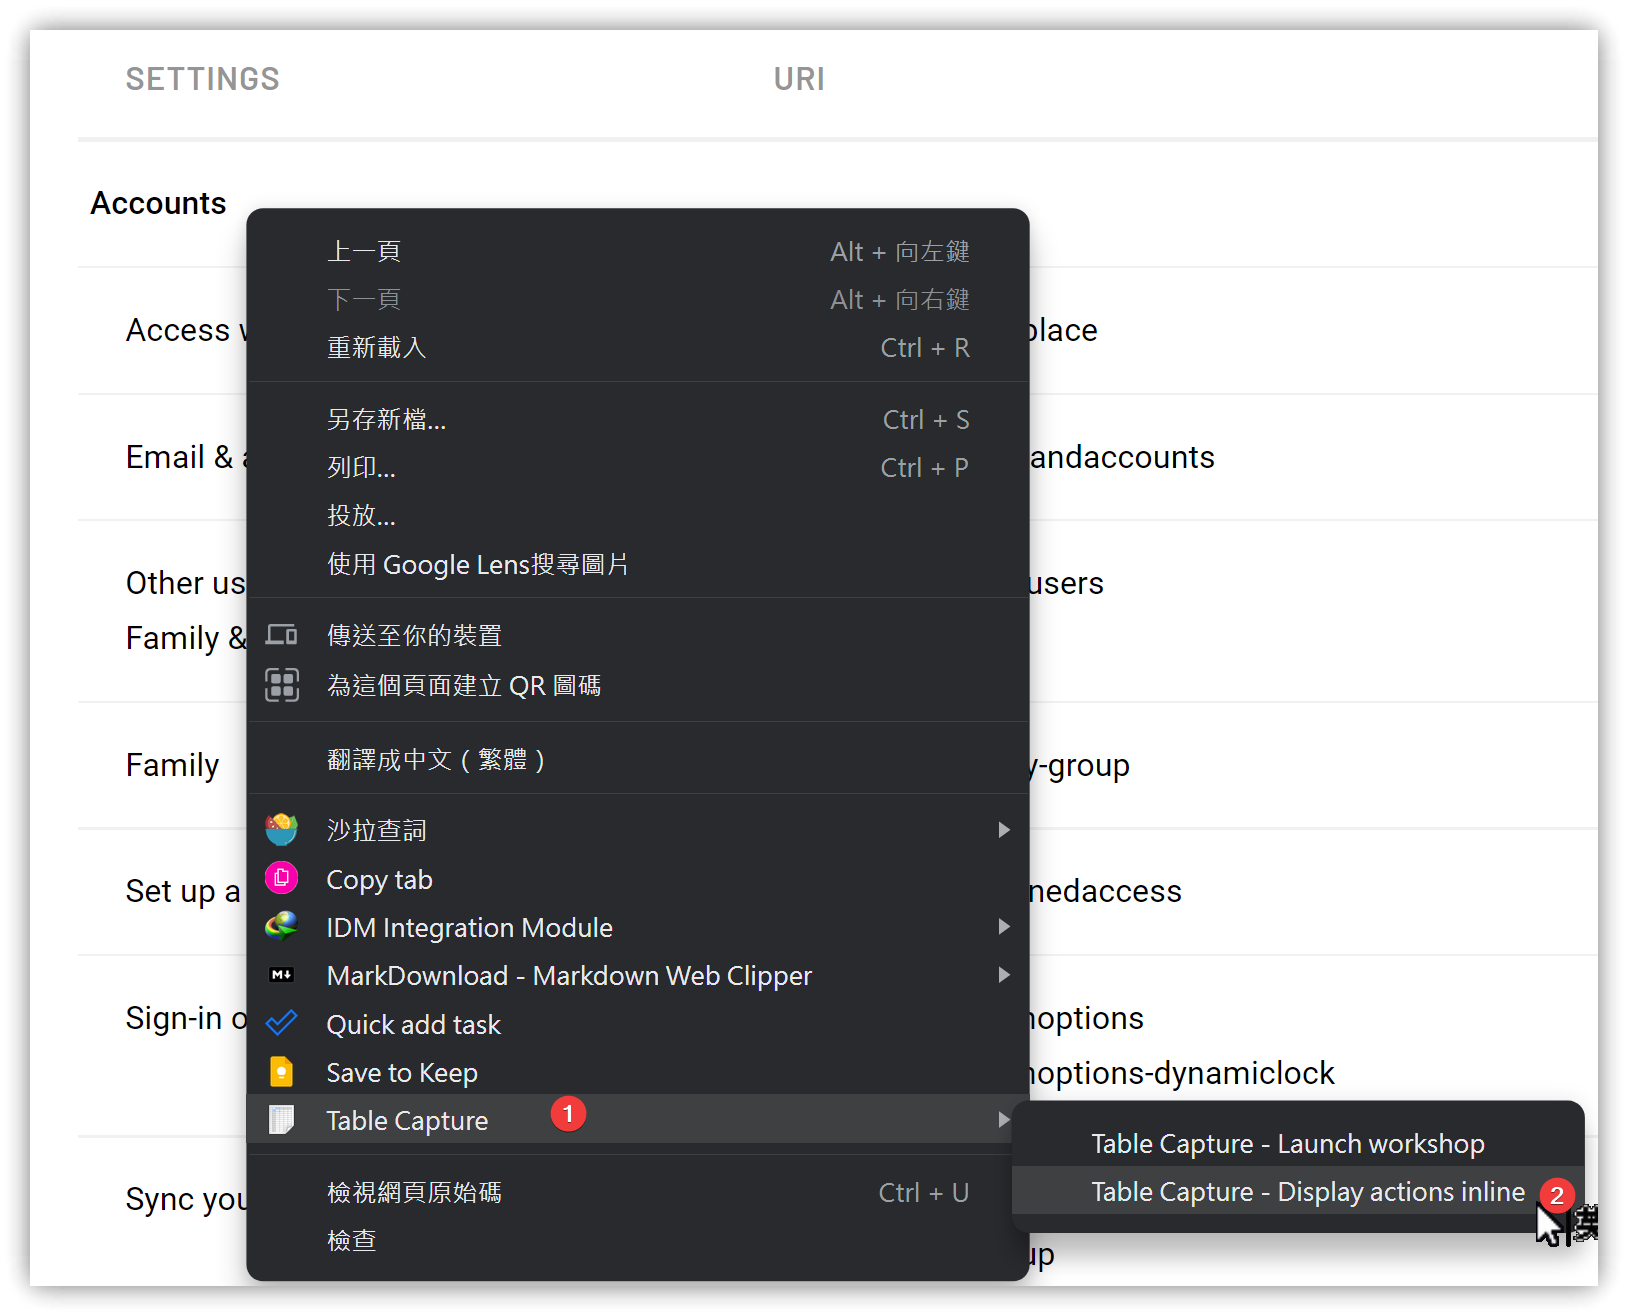 SETTINGS URI
Accounts
上一頁 Alt + 向左鍵
下一頁 Alt + 向右鍵
Access place
重新載入 Ctrl + R
另存新檔... Ctrl + S
Email & andaccounts
列印... Ctrl + P
投放...
使用 Google Lens搜尋圖片
Other us users
Family &
傳送至你的裝置
為這個頁面建立 QR 圖碼
翻譯成中文 ( 繁體 )
Family y-group
沙拉查詞
Copy tab
Set up a nedaccess
IDM Integration Module
M↓ MarkDownload - Markdown Web Clipper
Sign-in o noptions
Quick add task
Save to Keep noptions-dynamiclock
Table Capture 1
Table Capture - Launch workshop
Table Capture - Display actions inline 2
Sync you
檢視網頁原始碼 Ctrl + U
檢查
up
英